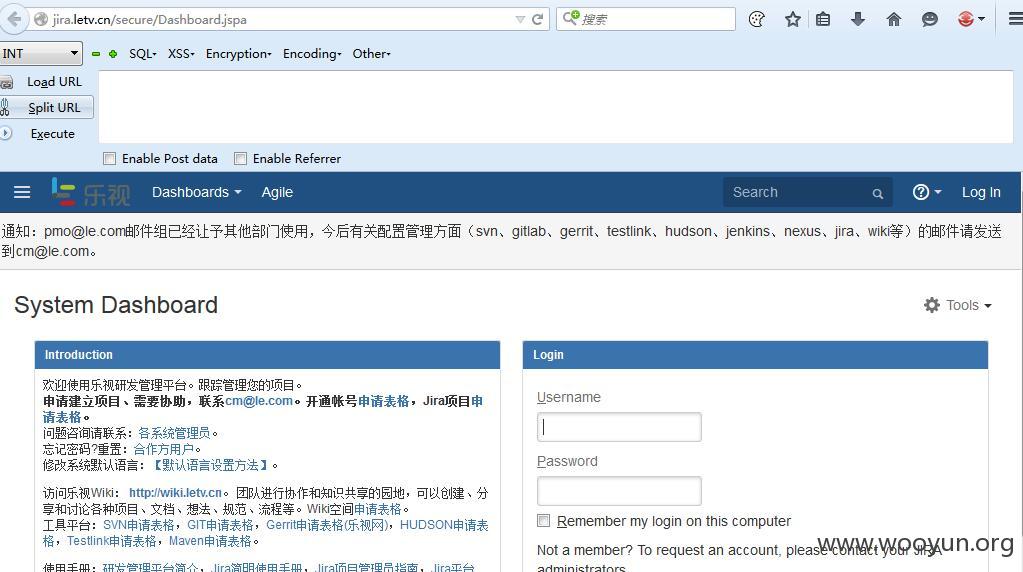 jira.letv.cn/secure/Dashboard.jspa
搜索
INT
SQL
XSS
Encryption
Encoding
Other
Load URL
Split URL
Execute
Enable Post data
Enable Referrer
乐视
Dashboards
Agile
Search
Log In
通知：pmo@le.com邮件组已经让予其他部门使用，今后有关配置管理方面（svn、gitlab、gerrit、testlink、hudson、jenkins、nexus、jira、wiki等）的邮件请发送
到cm@le.com。
System Dashboard
Tools
Introduction
欢迎使用乐视研发管理平台。跟踪管理您的项目。
申请建立项目、需要协助，联系cm@le.com。开通帐号申请表格，Jira项目申
请表格。
问题咨询请联系：各系统管理员。
忘记密码?重置：合作方用户。
修改系统默认语言：【默认语言设置方法】。
访问乐视Wiki： http://wiki.letv.cn。团队进行协作和知识共享的园地，可以创建、分
享和讨论各种项目、文档、想法、规范、流程等。Wiki空间申请表格。
工具平台：SVN申请表格，GIT申请表格，Gerrit申请表格(乐视网)，HUDSON申请表
格，Testlink申请表格，Maven申请表格。
使用手册：研发管理平台简介，Jira简明使用手册，Jira项目管理员指南，Jira平台
Login
Username
Password
Remember my login on this computer
Not a member? To request an account, please contact your JIRA
administrators.
www.wooyun.org